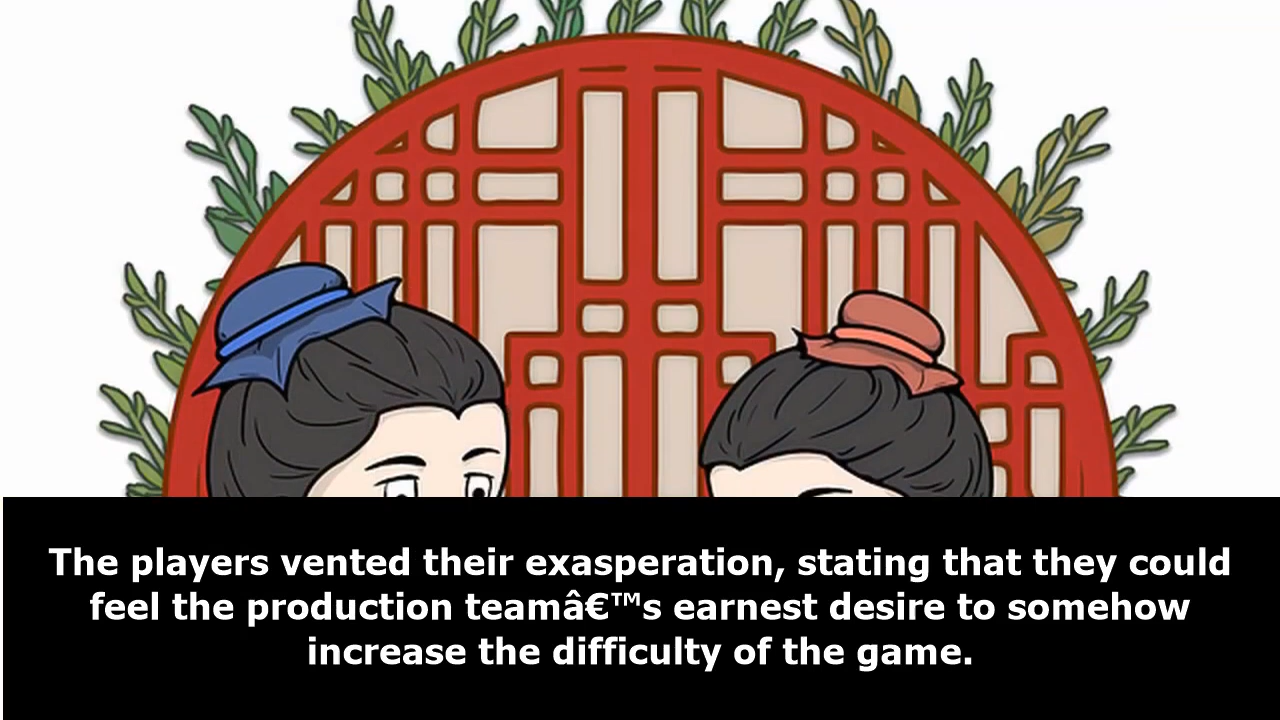 The players vented their exasperation, stating that they could
feel the production teamâ€™s earnest desire to somehow
increase the difficulty of the game.